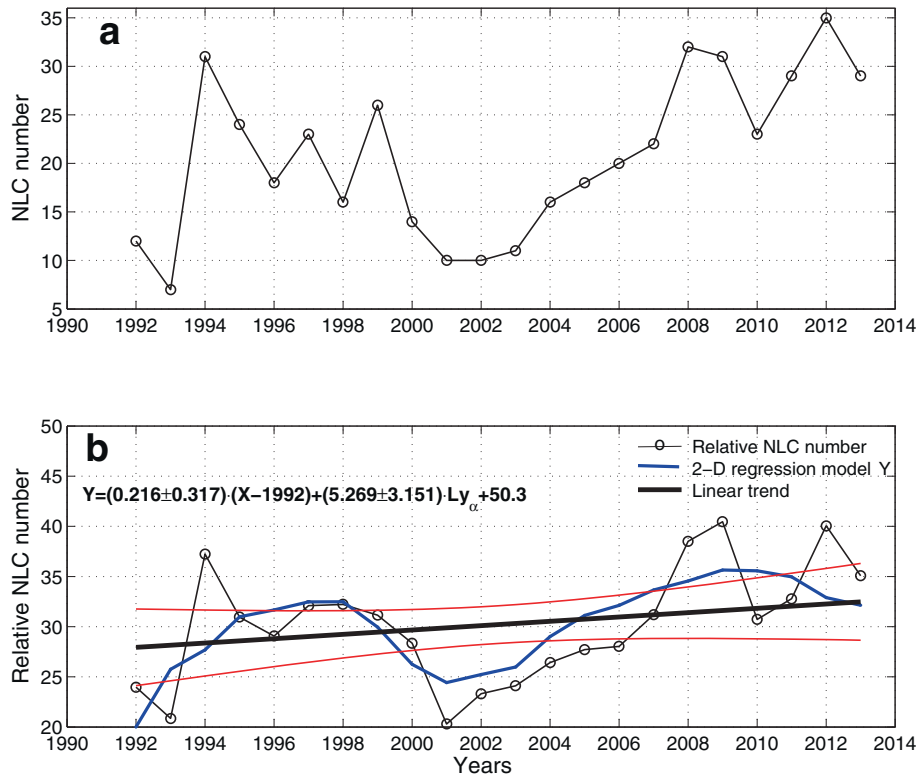 a
NLC number
35
30
25
20
15
10
5
1990 1992 1994 1996 1998 2000 2002 2004 2006 2008 2010 2012 2014
b
Relative NLC number
50
45
40
35
30
25
20
Relative NLC number
2−D regression model Y
Linear trend
Y=(0.216±0.317)·(X−1992)+(5.269±3.151)·Lyα+50.3
1990 1992 1994 1996 1998 2000 2002 2004 2006 2008 2010 2012 2014
Years